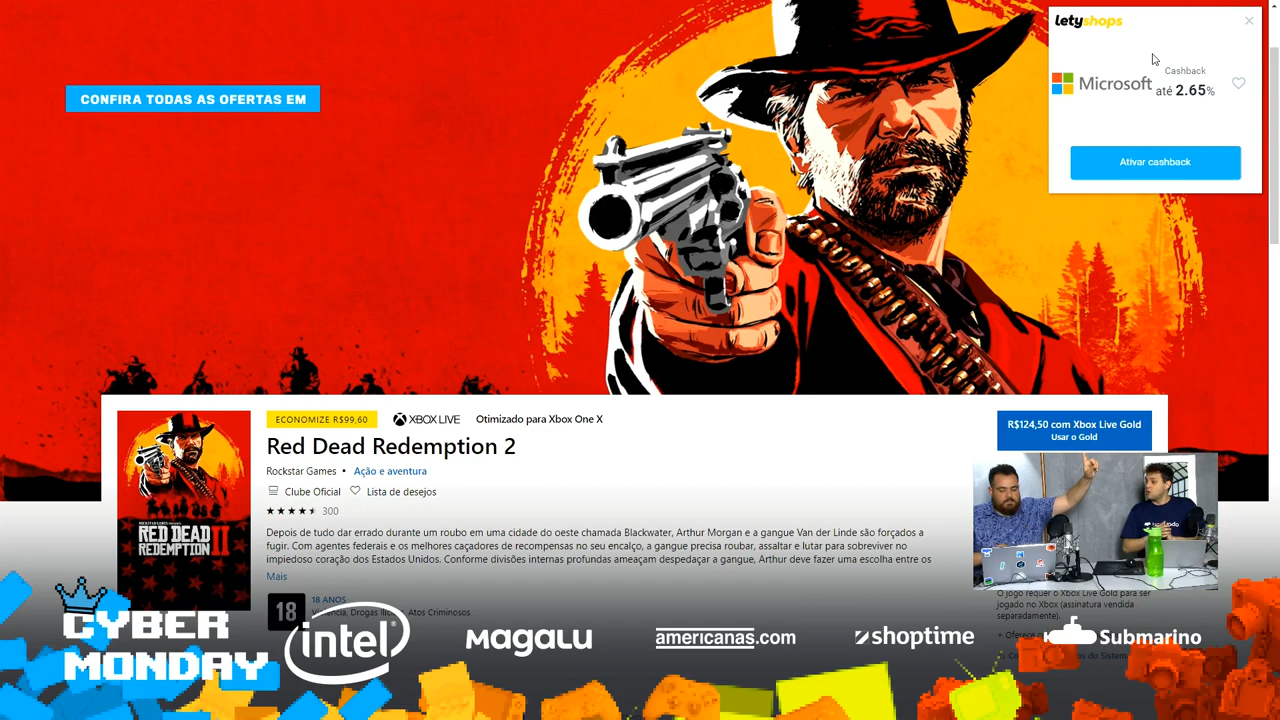 CONFIRA TODAS AS OFERTAS EM
letyshops
Microsoft
Cashback
até 2.65%
Ativar cashback
ECONOMIZE R$99,60
XBOX LIVE
Otimizado para Xbox One X
Red Dead Redemption 2
Rockstar Games • Ação e aventura
Clube Oficial
Lista de desejos
300
Depois de tudo dar errado durante um roubo em uma cidade do oeste chamada Blackwater, Arthur Morgan e a gangue Van der Linde são forçados a
fugir. Com agentes federais e os melhores caçadores de recompensas no seu encalço, a gangue precisa roubar, assaltar e lutar para sobreviver no
impiedoso coração dos Estados Unidos. Conforme divisões internas profundas ameaçam despedaçar a gangue, Arthur deve fazer uma escolha entre os
Mais
RED DEAD
REDEMPTION II
18
18 ANOS
Atos Criminosos
R$124,50 com Xbox Live Gold
Usar o Gold
O jogo requer o Xbox Live Gold para ser
jogado no Xbox (assinatura vendida
separadamente).
CYBER
MONDAY
intel
MAGALU
americanas.com
shoptime
Submarino